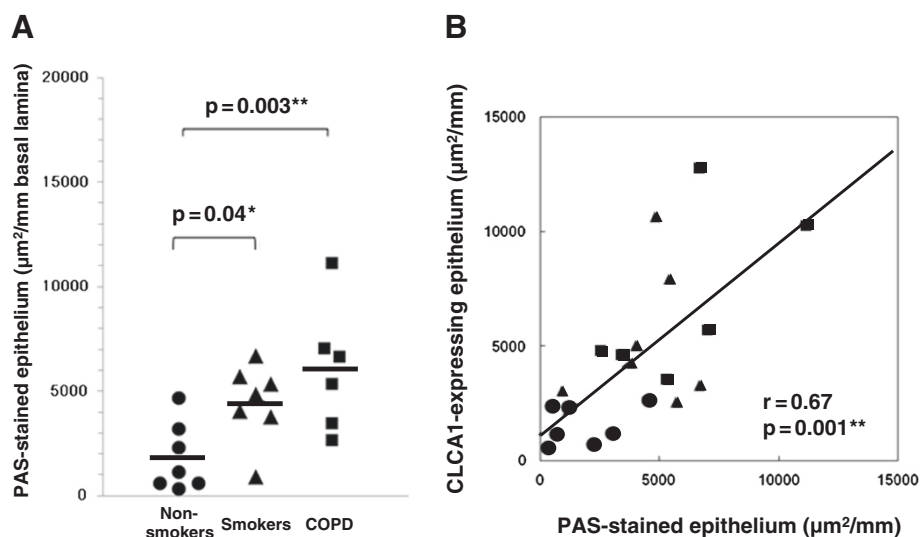 A
PAS-stained epithelium (µm²/mm basal lamina)
20000
15000
10000
5000
0
p=0.003**
p=0.04*
Non-
smokers
Smokers
COPD
B
CLCA1-expressing epithelium (µm²/mm)
15000
10000
5000
0
r=0.67
p=0.001**
0
5000
10000
15000
PAS-stained epithelium (µm²/mm)